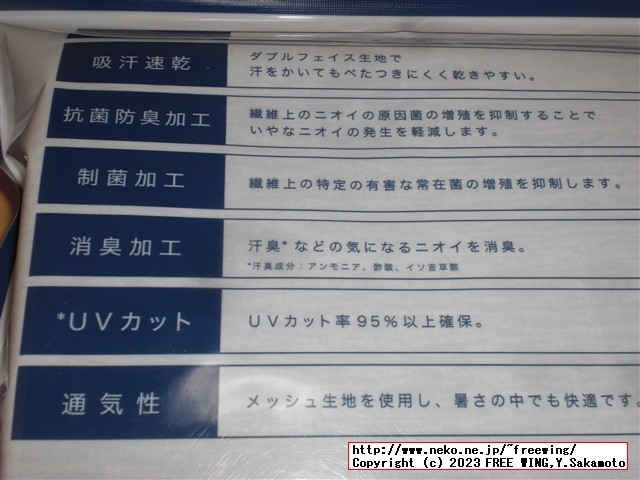 吸汗速乾
ダブルフェイス生地で
汗をかいてもべたつきにくく乾きやすい。
抗菌防臭加工
繊維上のニオイの原因菌の増殖を抑制することで
いやなニオイの発生を軽減します。
制菌加工
繊維上の特定の有害な常在菌の増殖を抑制します。
消臭加工
汗臭*などの気になるニオイを消臭。
*汗臭成分：アンモニア、酢酸、イソ吉草酸
*UVカット
UVカット率95%以上確保。
通気性
メッシュ生地を使用し、暑さの中でも快適です。
http://www.neko.ne.jp/~freewing/
Copyright (c) 2023 FREE WING,Y.Sakamoto